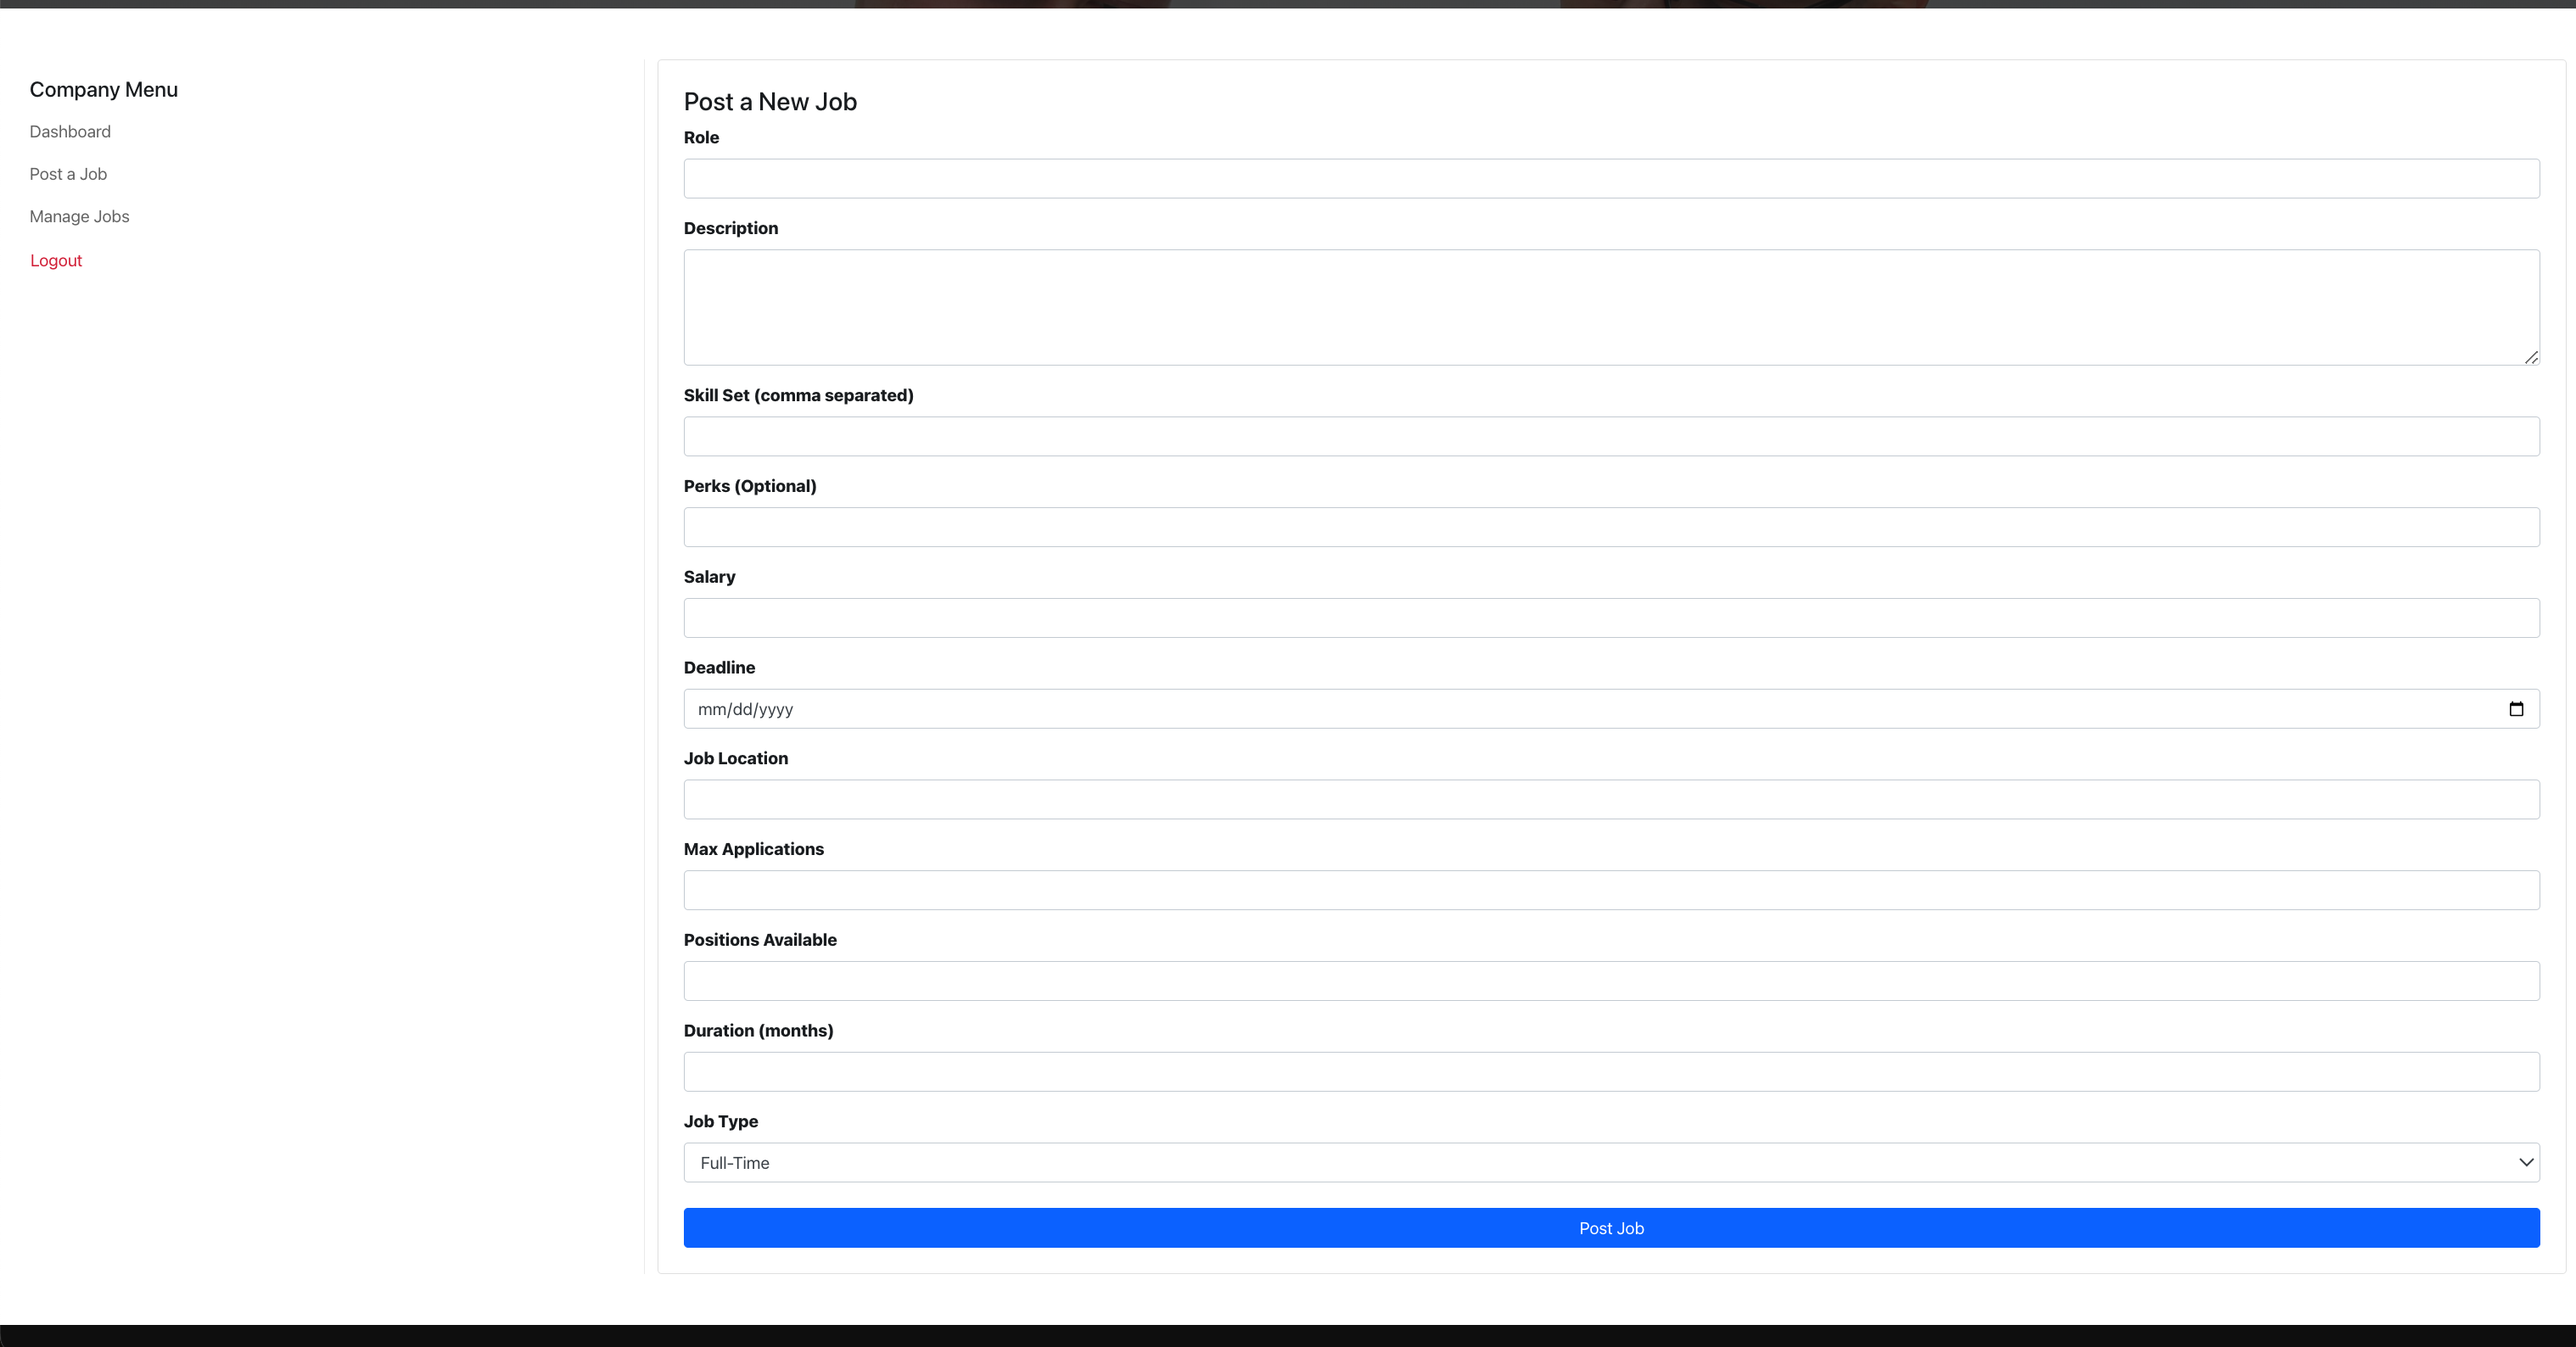 Company Menu
Dashboard
Post a Job
Manage Jobs
Logout
Post a New Job
Role
Description
Skill Set (comma separated)
Perks (Optional)
Salary
Deadline
mm/dd/yyyy
Job Location
Max Applications
Positions Available
Duration (months)
Job Type
Full-Time
Post Job